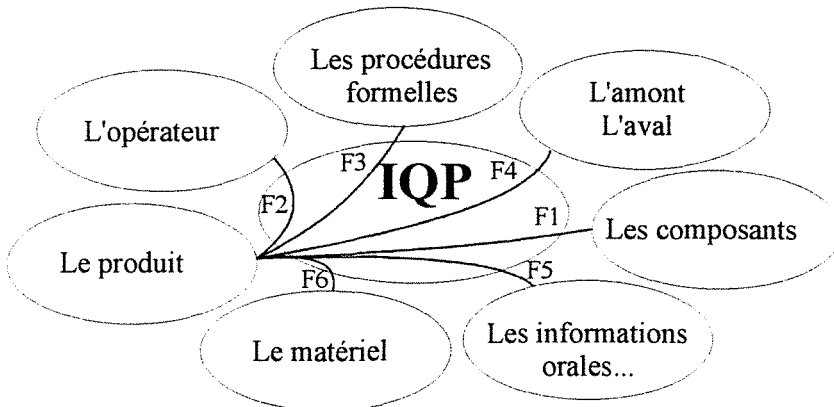 Les procédures
formelles
L'amont
L'aval
L'opérateur
F3
IQP
F4
F2
F1
Les composants
Le produit
F6
F5
Le matériel
Les informations
orales...